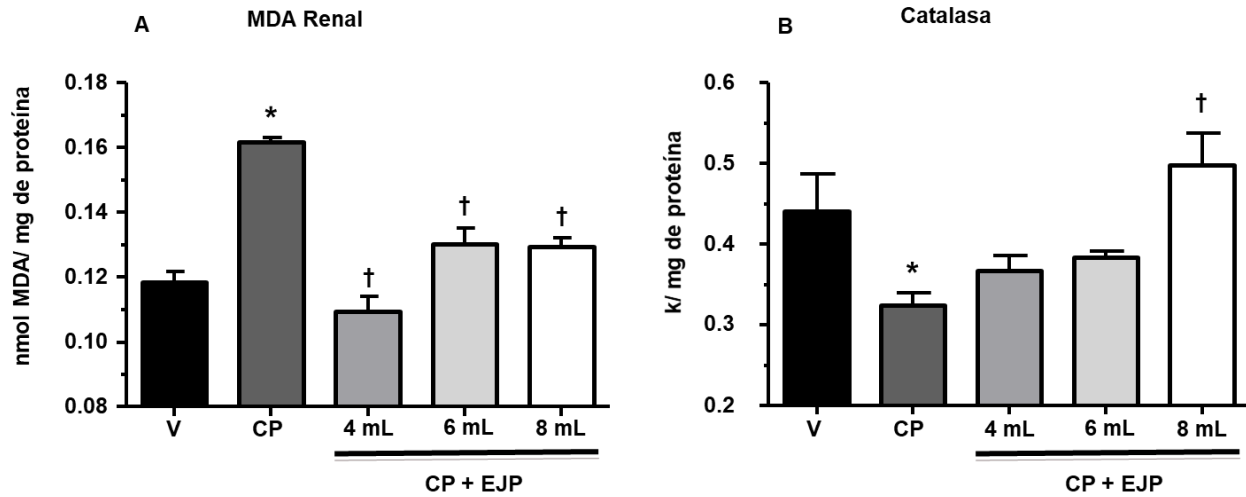 A
MDA Renal
nmol MDA/ mg de proteína
0.18
0.16
0.14
0.12
0.10
0.08
*
†
†
†
V
CP
4 mL
6 mL
8 mL
CP + EJP
B
Catalasa
k/ mg de proteína
0.6
0.5
0.4
0.3
0.2
*
†
V
CP
4 mL
6 mL
8 mL
CP + EJP